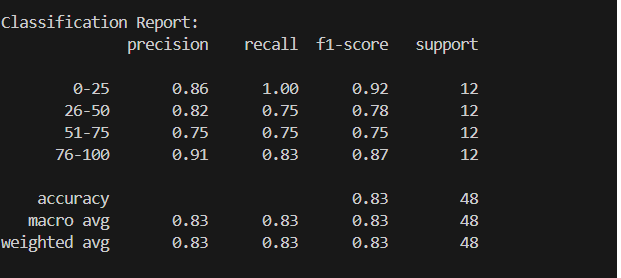 Classification Report:
precision recall f1-score support
0-25 0.86 1.00 0.92 12
26-50 0.82 0.75 0.78 12
51-75 0.75 0.75 0.75 12
76-100 0.91 0.83 0.87 12
accuracy 0.83 48
macro avg 0.83 0.83 0.83 48
weighted avg 0.83 0.83 0.83 48